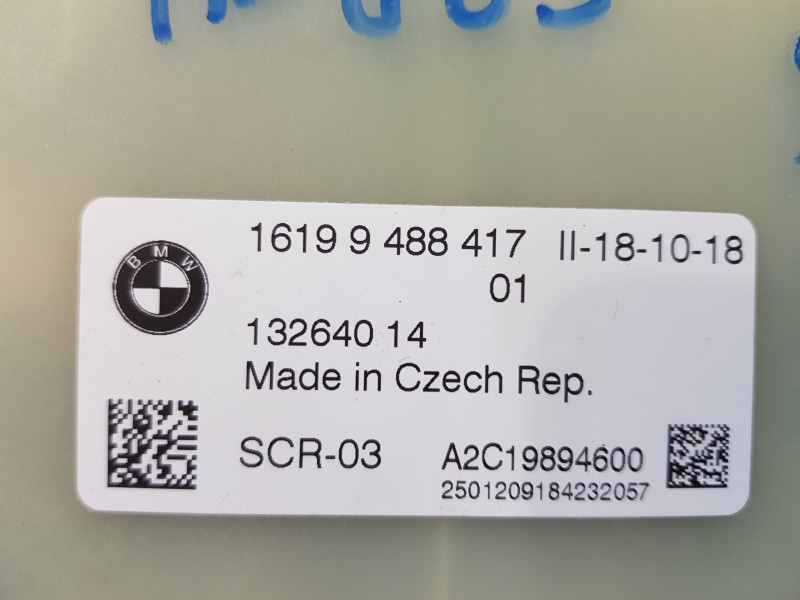 1619 9 488 417 II-18-10-18
01
BMW
132640 14
Made in Czech Rep.
SCR-03 A2C19894600
2501209184232057